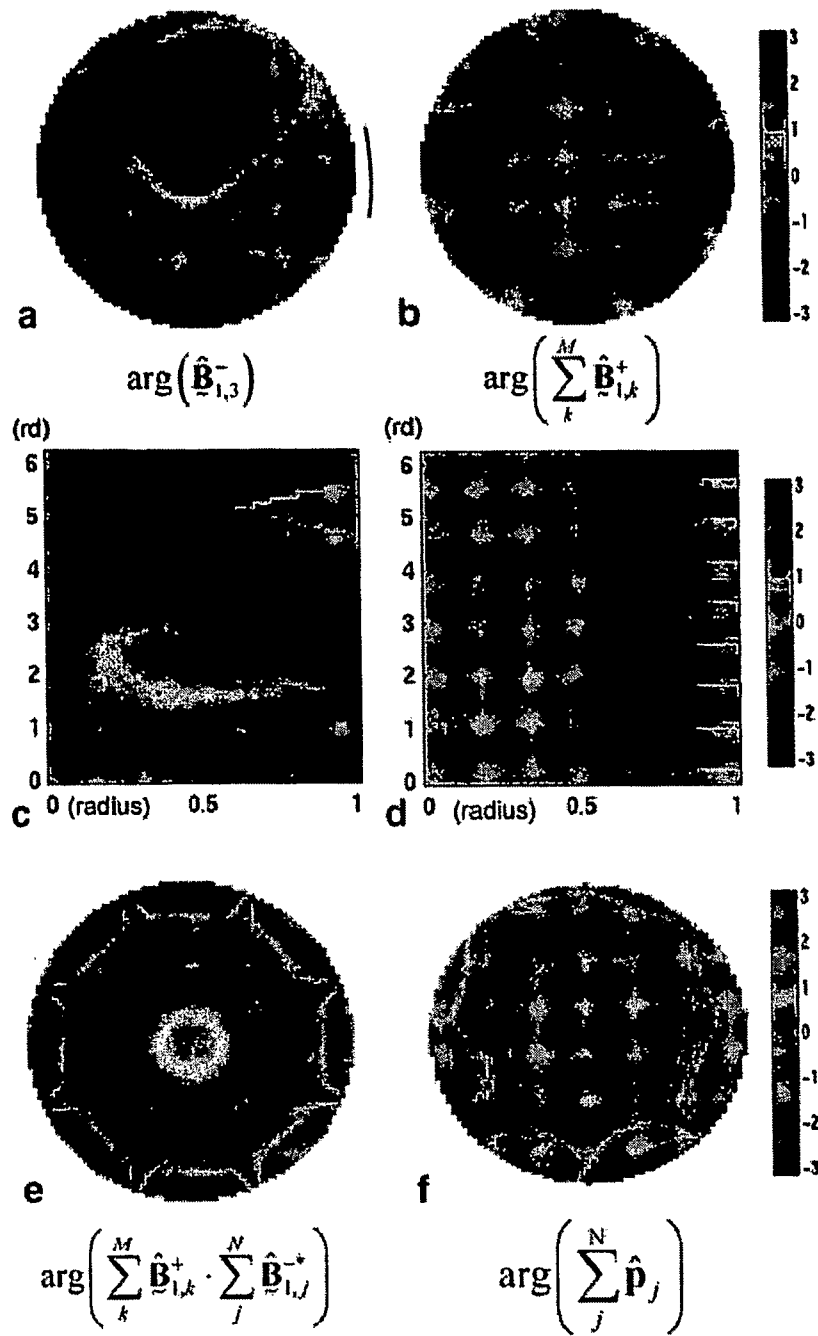 3
2
1
0
-1
-2
-3
a
b
arg(B̰̂⁻₁,₃)
arg(∑ₖᴹ B̰̂⁺₁,ₖ)
(rd)
6
5
4
3
2
1
0
0 (radius) 0.5 1
c
(rd)
6
5
4
3
2
1
0
0 (radius) 0.5 1
d
3
2
1
0
-1
-2
-3
e
f
3
2
1
0
-1
-2
-3
arg(∑ₖᴹ B̰̂⁺₁,ₖ · ∑ⱼᴺ B̰̂⁻*₁,ⱼ)
arg(∑ⱼᴺ p̂ⱼ)